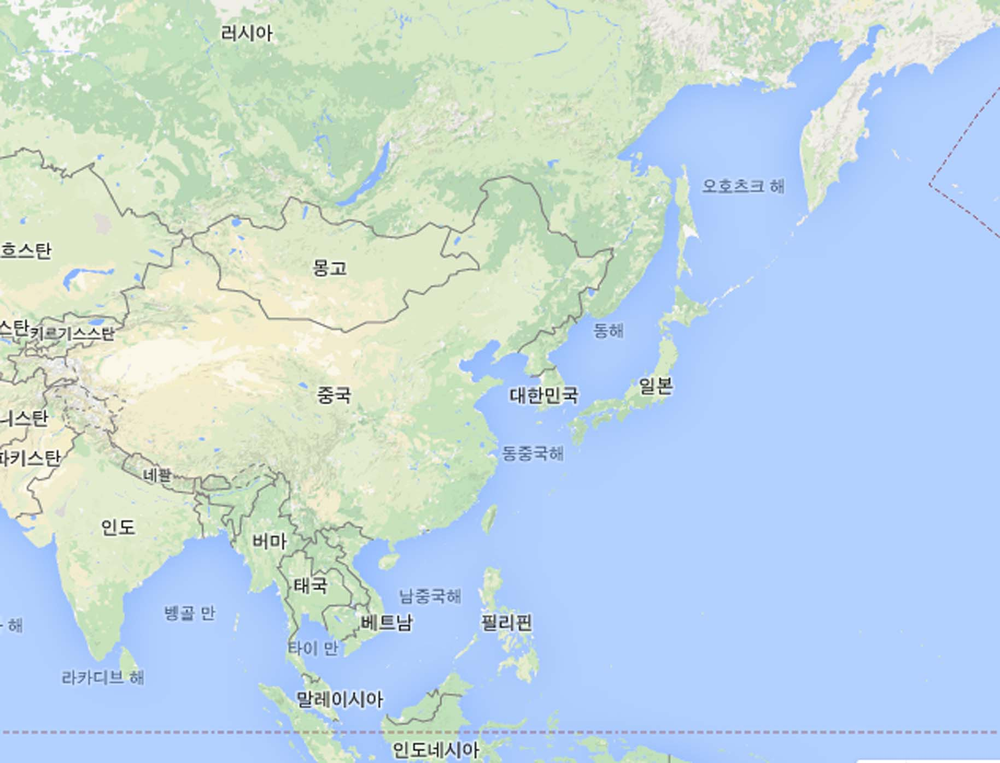 러시아
오호츠크 해
흐스탄
몽고
스탄
키르기스스탄
동해
중국
대한민국
일본
니스탄
파키스탄
동중국해
네팔
인도
버마
태국
남중국해
벵골 만
베트남
필리핀
해
타이 만
라카디브 해
말레이시아
인도네시아